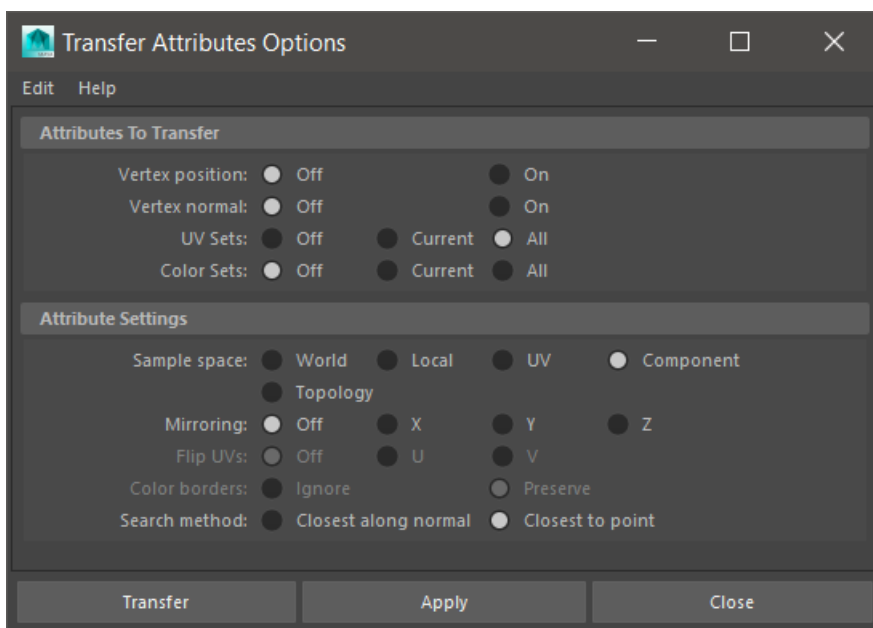 Transfer Attributes Options
Edit Help
Attributes To Transfer
Vertex position: Off On
Vertex normal: Off On
UV Sets: Off Current All
Color Sets: Off Current All
Attribute Settings
Sample space: World Local UV Component
Topology
Mirroring: Off X Y Z
Flip UVs: Off U V
Color borders: Ignore Preserve
Search method: Closest along normal Closest to point
Transfer Apply Close